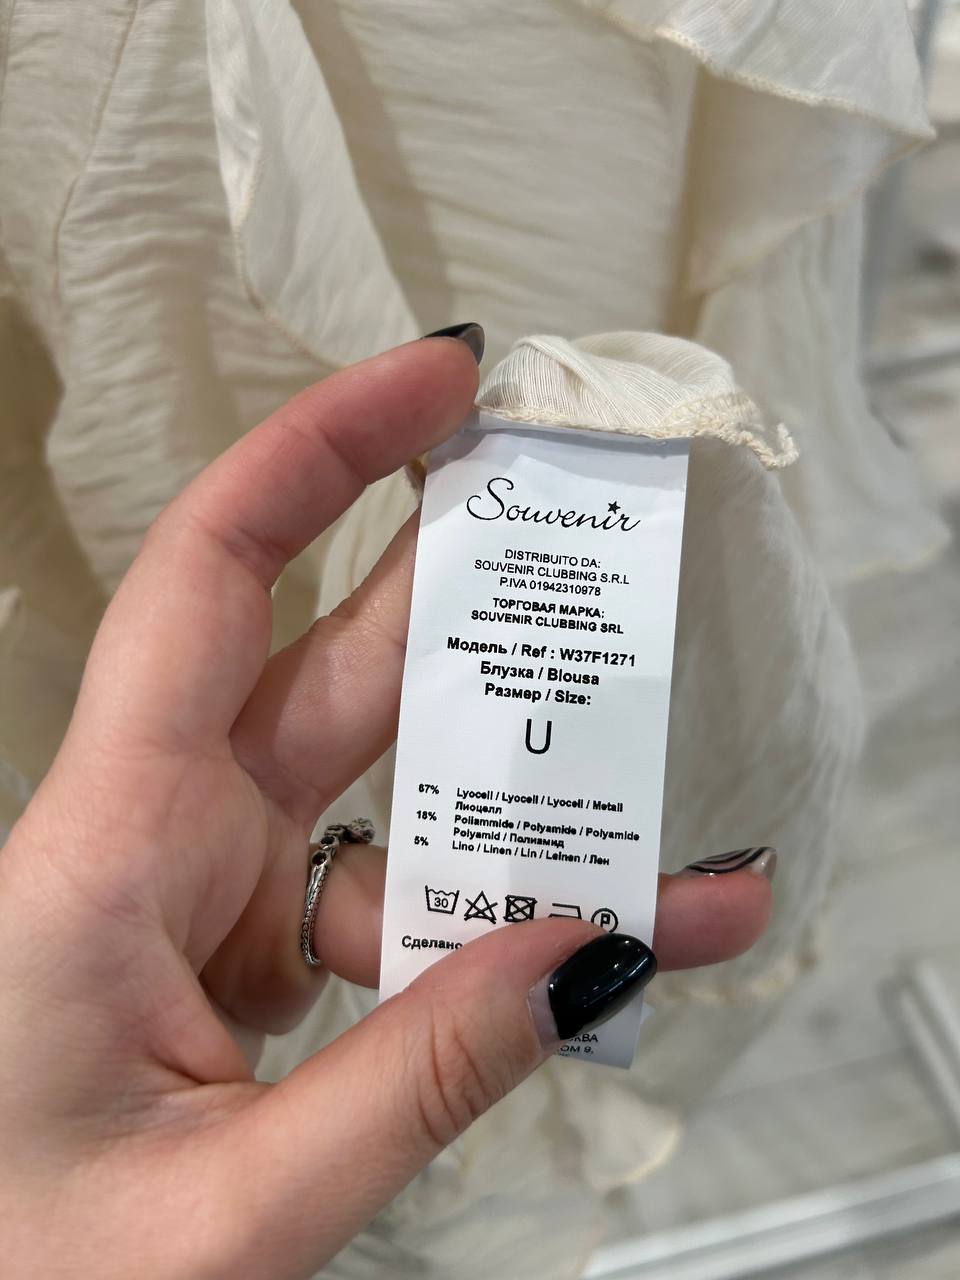 Souvenir
DISTRIBUITO DA:
SOUVENIR CLUBBING S.R.L
P.IVA 01942310978
ТОРГОВАЯ МАРКА:
SOUVENIR CLUBBING SRL
Модель / Ref : W37F1271
Блузка / Blousa
Размер / Size:
U
67% Lyocell / Lyocell / Lyocell / Metall
Лиоцелл
18% Poliammide / Polyamide / Polyamide
Polyamid / Полиамид
5% Lino / Linen / Lin / Leinen / Лен
30 P
Сделано
ОМ 9,